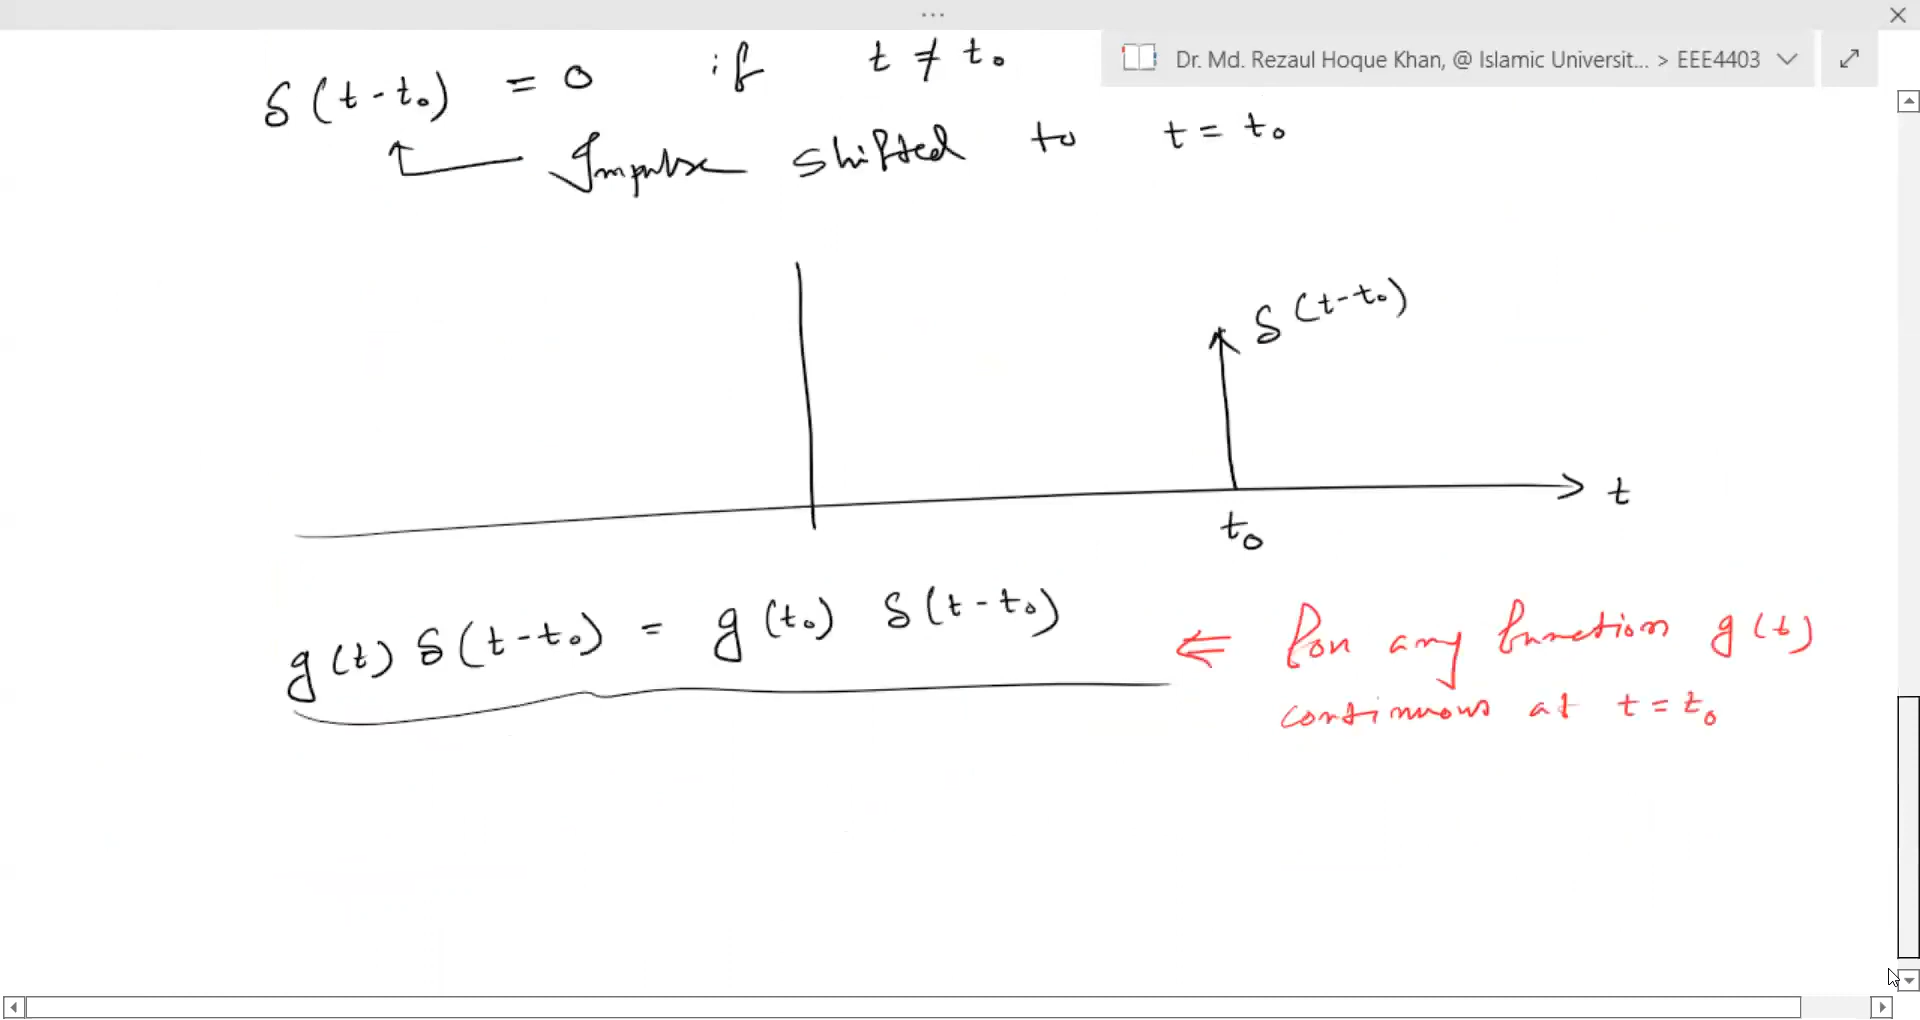 ...
Dr. Md. Rezaul Hoque Khan, @ Islamic Universit... > EEE4403
δ(t-t₀) = 0 if t ≠ t₀
Impulse shifted to t = t₀
δ(t-t₀)
t
t₀
g(t) δ(t-t₀) = g(t₀) δ(t-t₀)
⇐ for any function g(t)
continuous at t = t₀